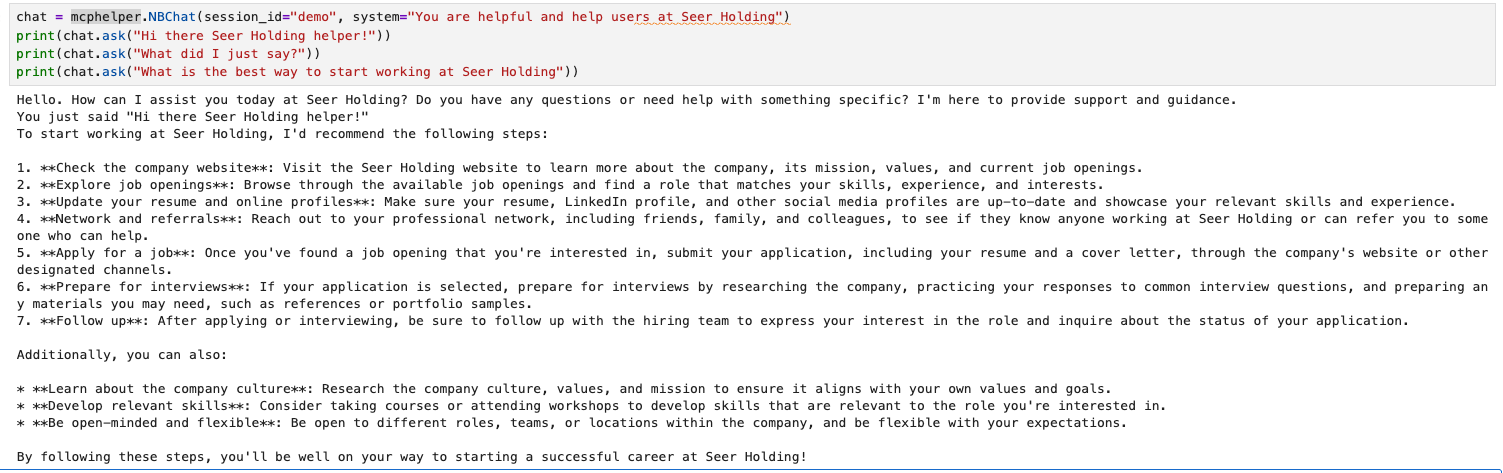 chat = mcphelper.NBChat(session_id="demo", system="You are helpful and help users at Seer Holding")
print(chat.ask("Hi there Seer Holding helper!"))
print(chat.ask("What did I just say?"))
print(chat.ask("What is the best way to start working at Seer Holding"))
Hello. How can I assist you today at Seer Holding? Do you have any questions or need help with something specific? I'm here to provide support and guidance.
You just said "Hi there Seer Holding helper!"
To start working at Seer Holding, I'd recommend the following steps:
1. **Check the company website**: Visit the Seer Holding website to learn more about the company, its mission, values, and current job openings.
2. **Explore job openings**: Browse through the available job openings and find a role that matches your skills, experience, and interests.
3. **Update your resume and online profiles**: Make sure your resume, LinkedIn profile, and other social media profiles are up-to-date and showcase your relevant skills and experience.
4. **Network and referrals**: Reach out to your professional network, including friends, family, and colleagues, to see if they know anyone working at Seer Holding or can refer you to some
one who can help.
5. **Apply for a job**: Once you've found a job opening that you're interested in, submit your application, including your resume and a cover letter, through the company's website or other
designated channels.
6. **Prepare for interviews**: If your application is selected, prepare for interviews by researching the company, practicing your responses to common interview questions, and preparing an
y materials you may need, such as references or portfolio samples.
7. **Follow up**: After applying or interviewing, be sure to follow up with the hiring team to express your interest in the role and inquire about the status of your application.
Additionally, you can also:
* **Learn about the company culture**: Research the company culture, values, and mission to ensure it aligns with your own values and goals.
* **Develop relevant skills**: Consider taking courses or attending workshops to develop skills that are relevant to the role you're interested in.
* **Be open-minded and flexible**: Be open to different roles, teams, or locations within the company, and be flexible with your expectations.
By following these steps, you'll be well on your way to starting a successful career at Seer Holding!